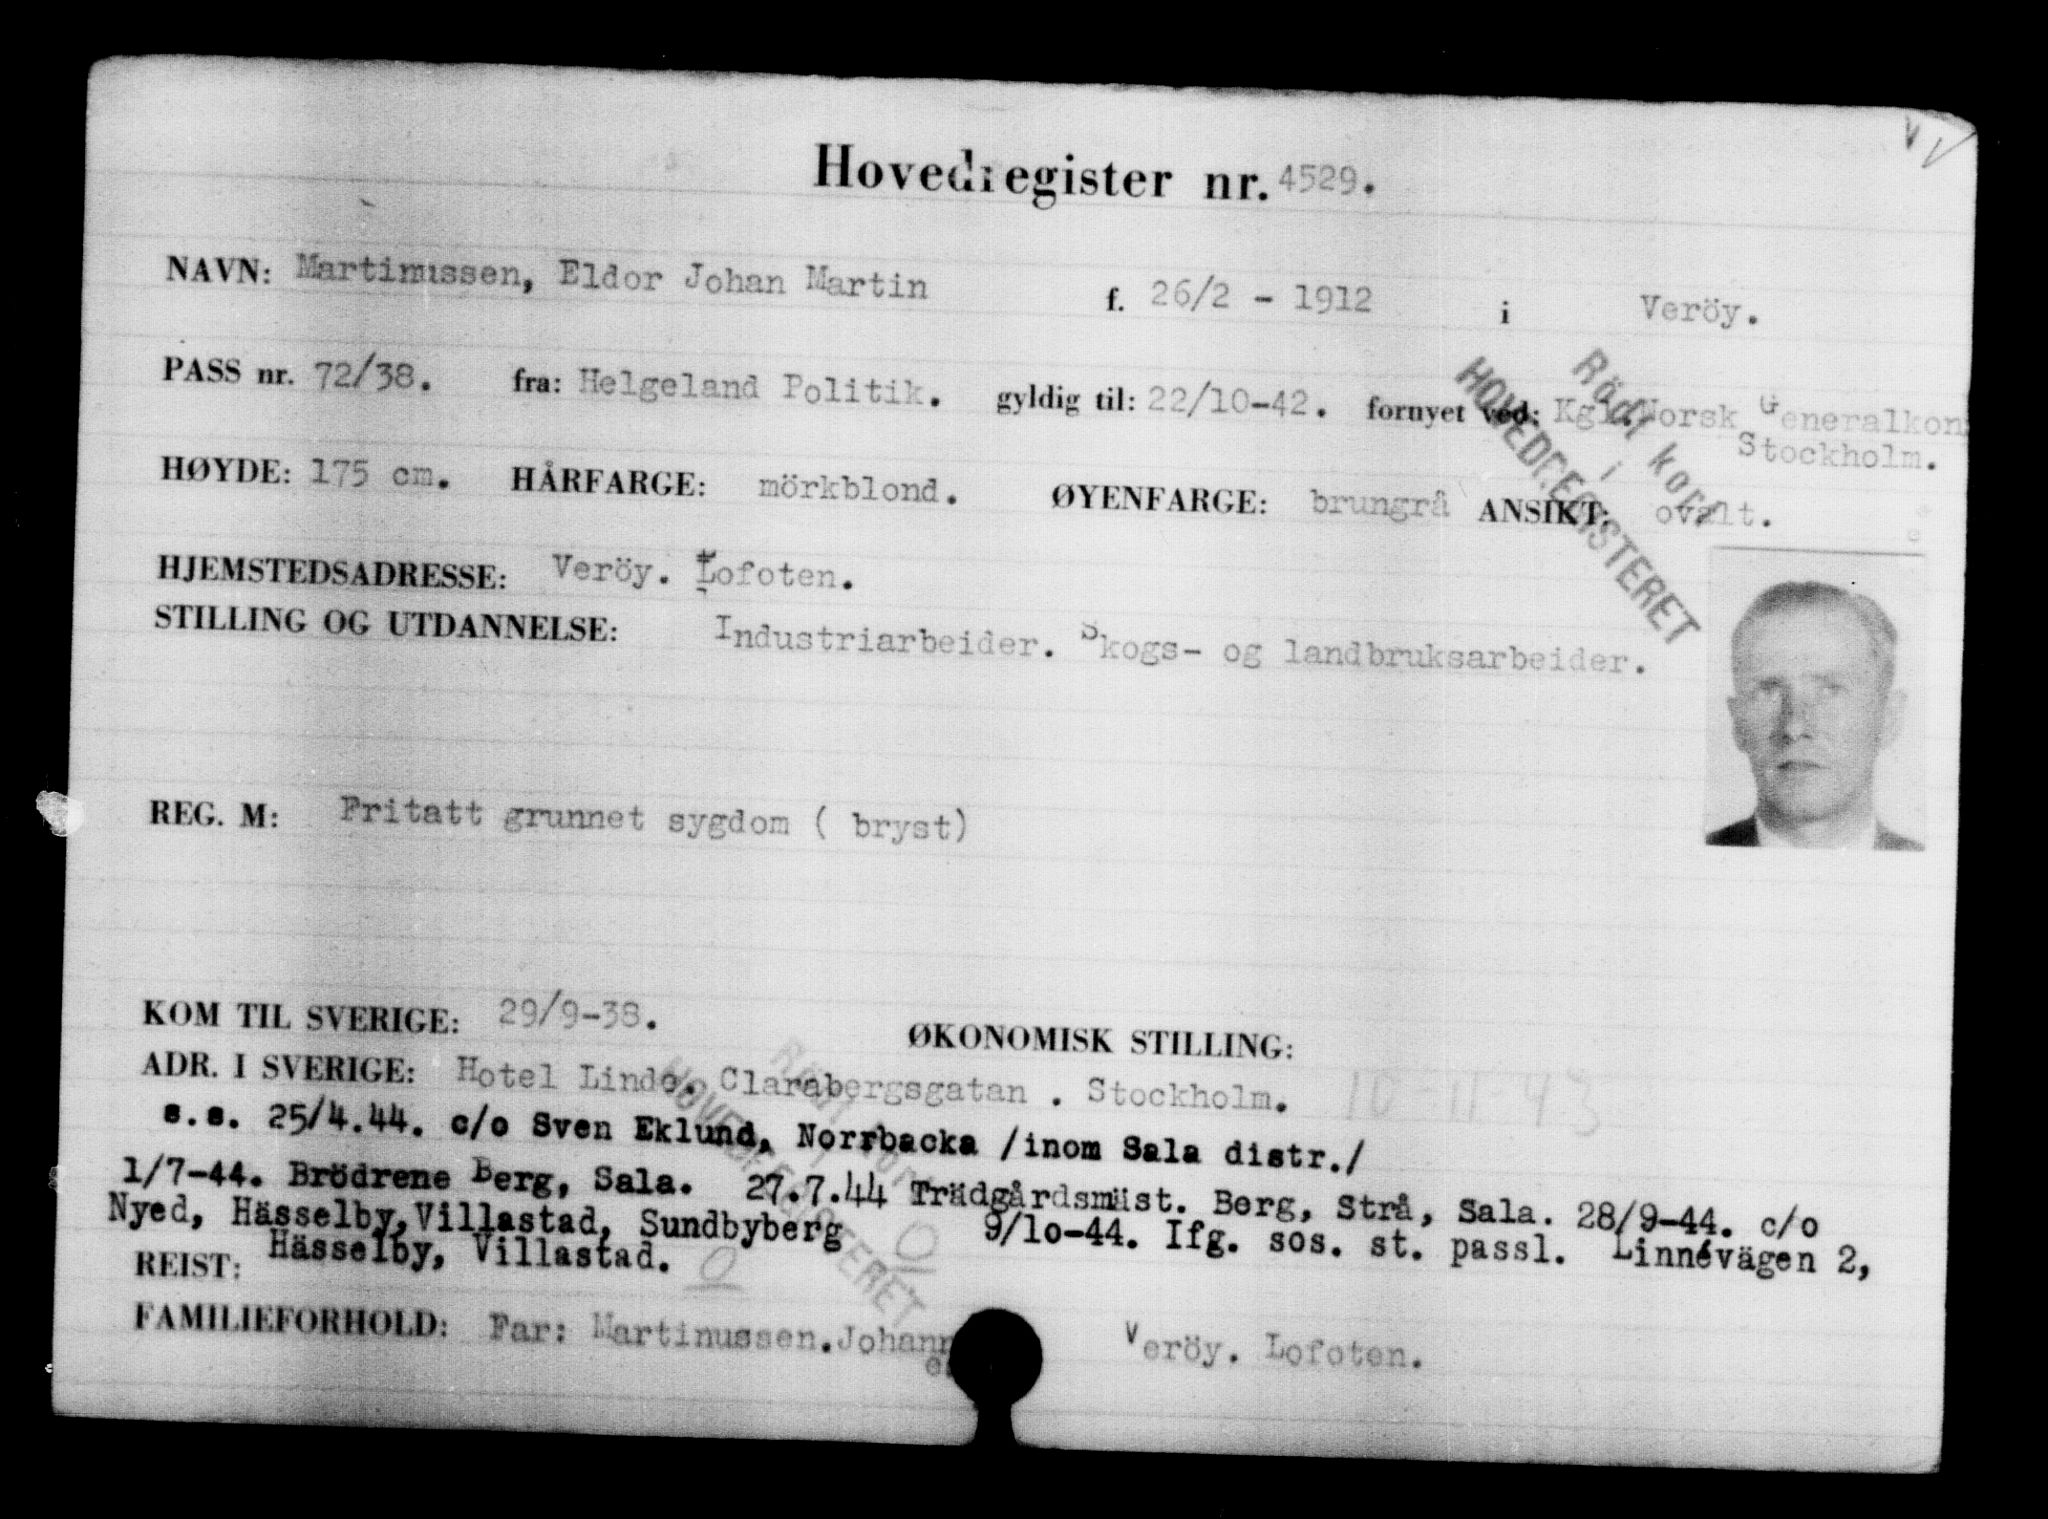 Hovedregister nr. 4529.
NAVN: Martinussen, Eldor Johan Martin f. 26/2 - 1912 i Veröy.
PASS nr. 72/38. fra: Helgeland Politik. gyldig til: 22/10-42. fornyet ved: Kgl. Norsk Generalkon
Stockholm.
HØYDE: 175 cm. HÅRFARGE: mörkblond. ØYENFARGE: brungrå ANSIKT: ovalt.
Rödt kort
i
HOVEDREGISTERET
HJEMSTEDSADRESSE: Veröy. Lofoten.
STILLING OG UTDANNELSE: Industriarbeider. Skogs- og landbruksarbeider.
REG. M: Fritatt grunnet sygdom ( bryst)
KOM TIL SVERIGE: 29/9-38. ØKONOMISK STILLING:
ADR. I SVERIGE: Hotel Lindo. Clarabergsgatan . Stockholm. 10-11-43
s.s. 25/4.44. c/o Sven Eklund, Norrbacka /inom Sala distr./
1/7-44. Brödrene Berg, Sala. 27.7.44 Trädgårdsmäst. Berg, Strå, Sala. 28/9-44. c/o
Nyed, Hässelby, Villastad, Sundbyberg 9/10-44. Ifg. sos. st. passl. Linnévägen 2,
REIST: Hässelby, Villastad.
Rödt kort
i
HOVEDREGISTERET
FAMILIEFORHOLD: Far: Martinussen. Johann Veröy. Lofoten.